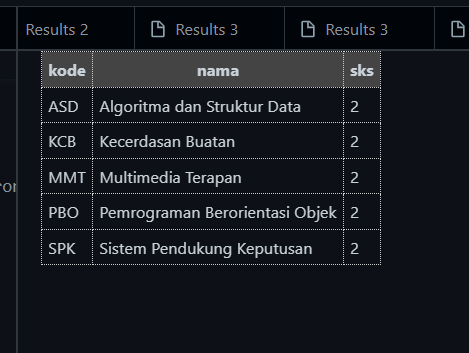 Results 2 Results 3 Results 3
kode nama sks
ASD Algoritma dan Struktur Data 2
KCB Kecerdasan Buatan 2
MMT Multimedia Terapan 2
PBO Pemrograman Berorientasi Objek 2
SPK Sistem Pendukung Keputusan 2